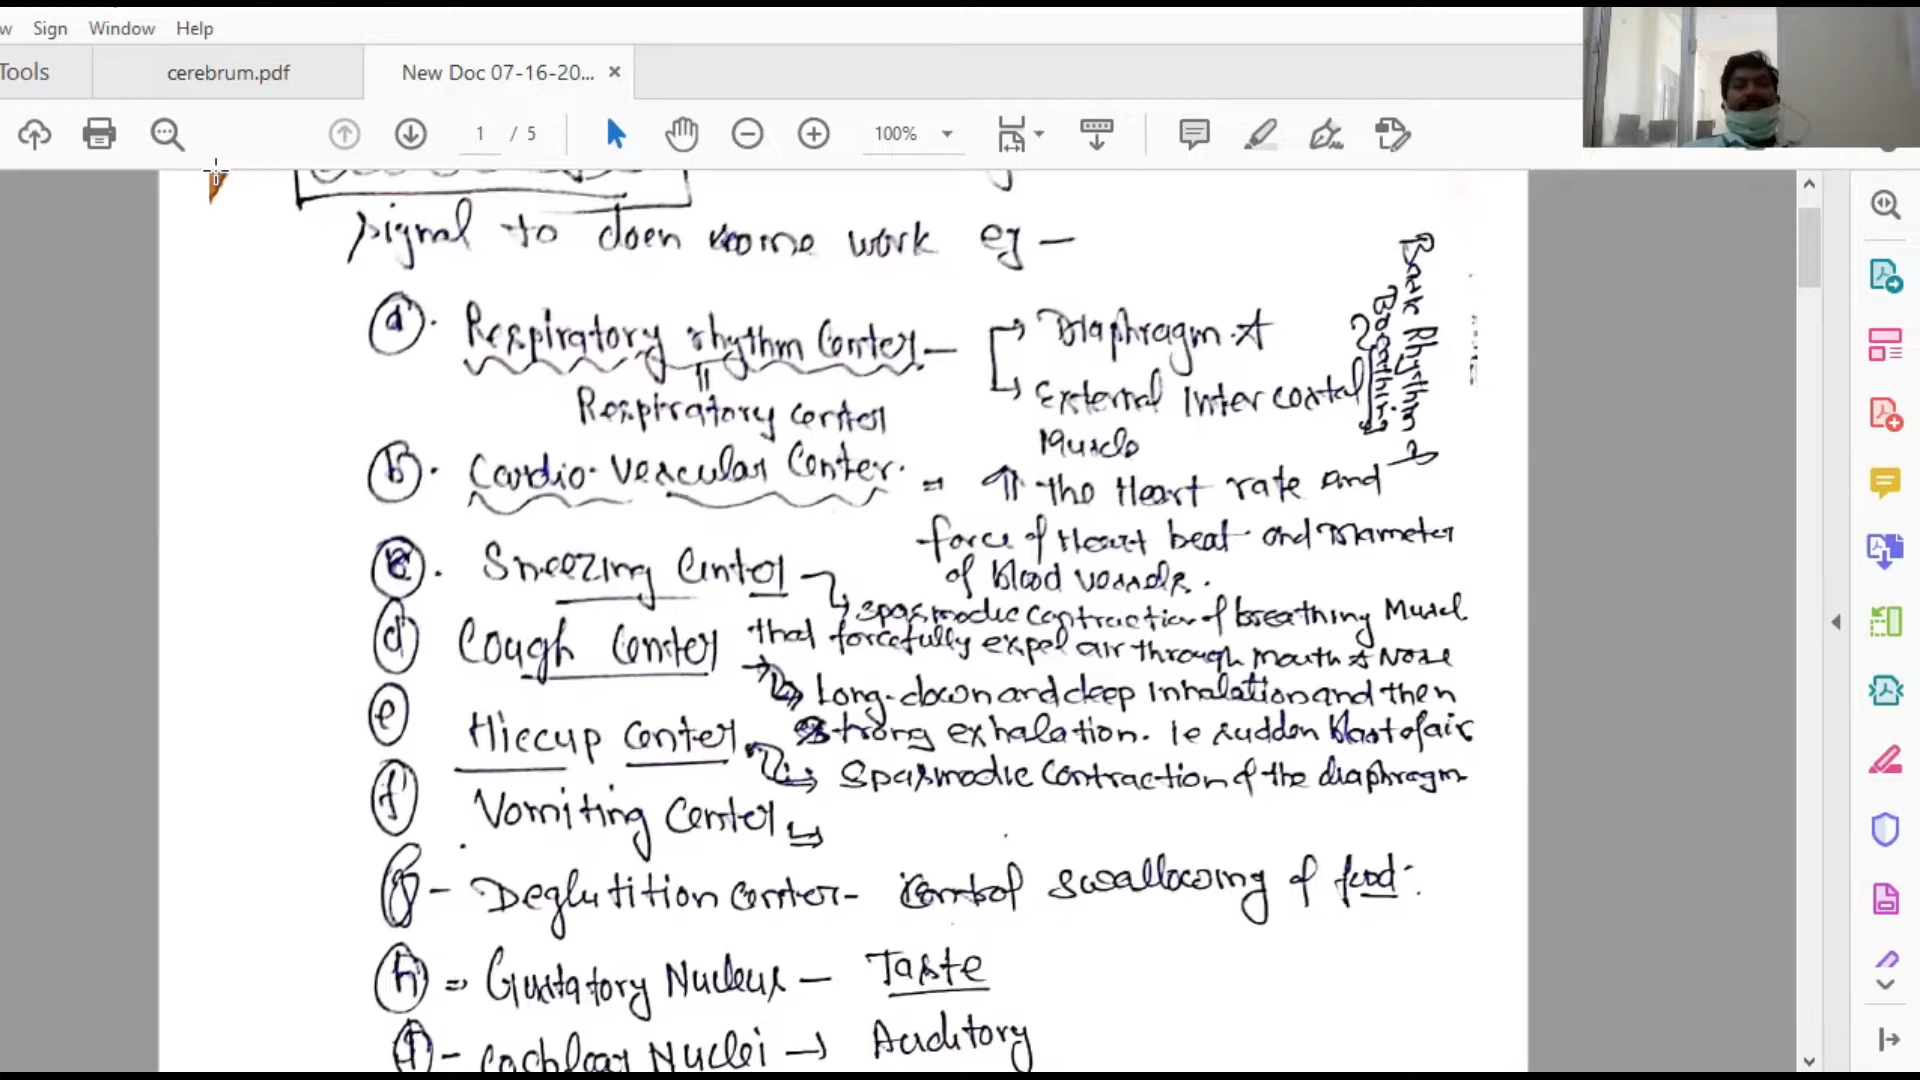 w Sign Window Help
Tools cerebrum.pdf New Doc 07-16-20... ×
1 / 5 100%
signal to doen some work eg –
(a). Respiratory rhythm Center – Diaphragm &
External Intercostal
Muscle
Respiratory center
Basic Rhythm
Breathing
(b). Cardio-vescular Center. = ⇑ the Heart rate and
force of Heart beat and Diameter
of blood vessels.
(c). Sneezing Center
spasmodic contraction of breathing Muscl
that forcefully expel air through mouth & Nose
(d) Cough Center
Long-down and deep inhalation and then
strong exhalation. ie sudden blast of air
(e) Hiccup Center
Spasmodic Contraction of the diaphragm
(f) Vomiting Center
(g) – Deglutition center – Control swallowing of food.
(h) = Gustatory Nucleus – Taste
– Cochlear Nuclei → Auditory